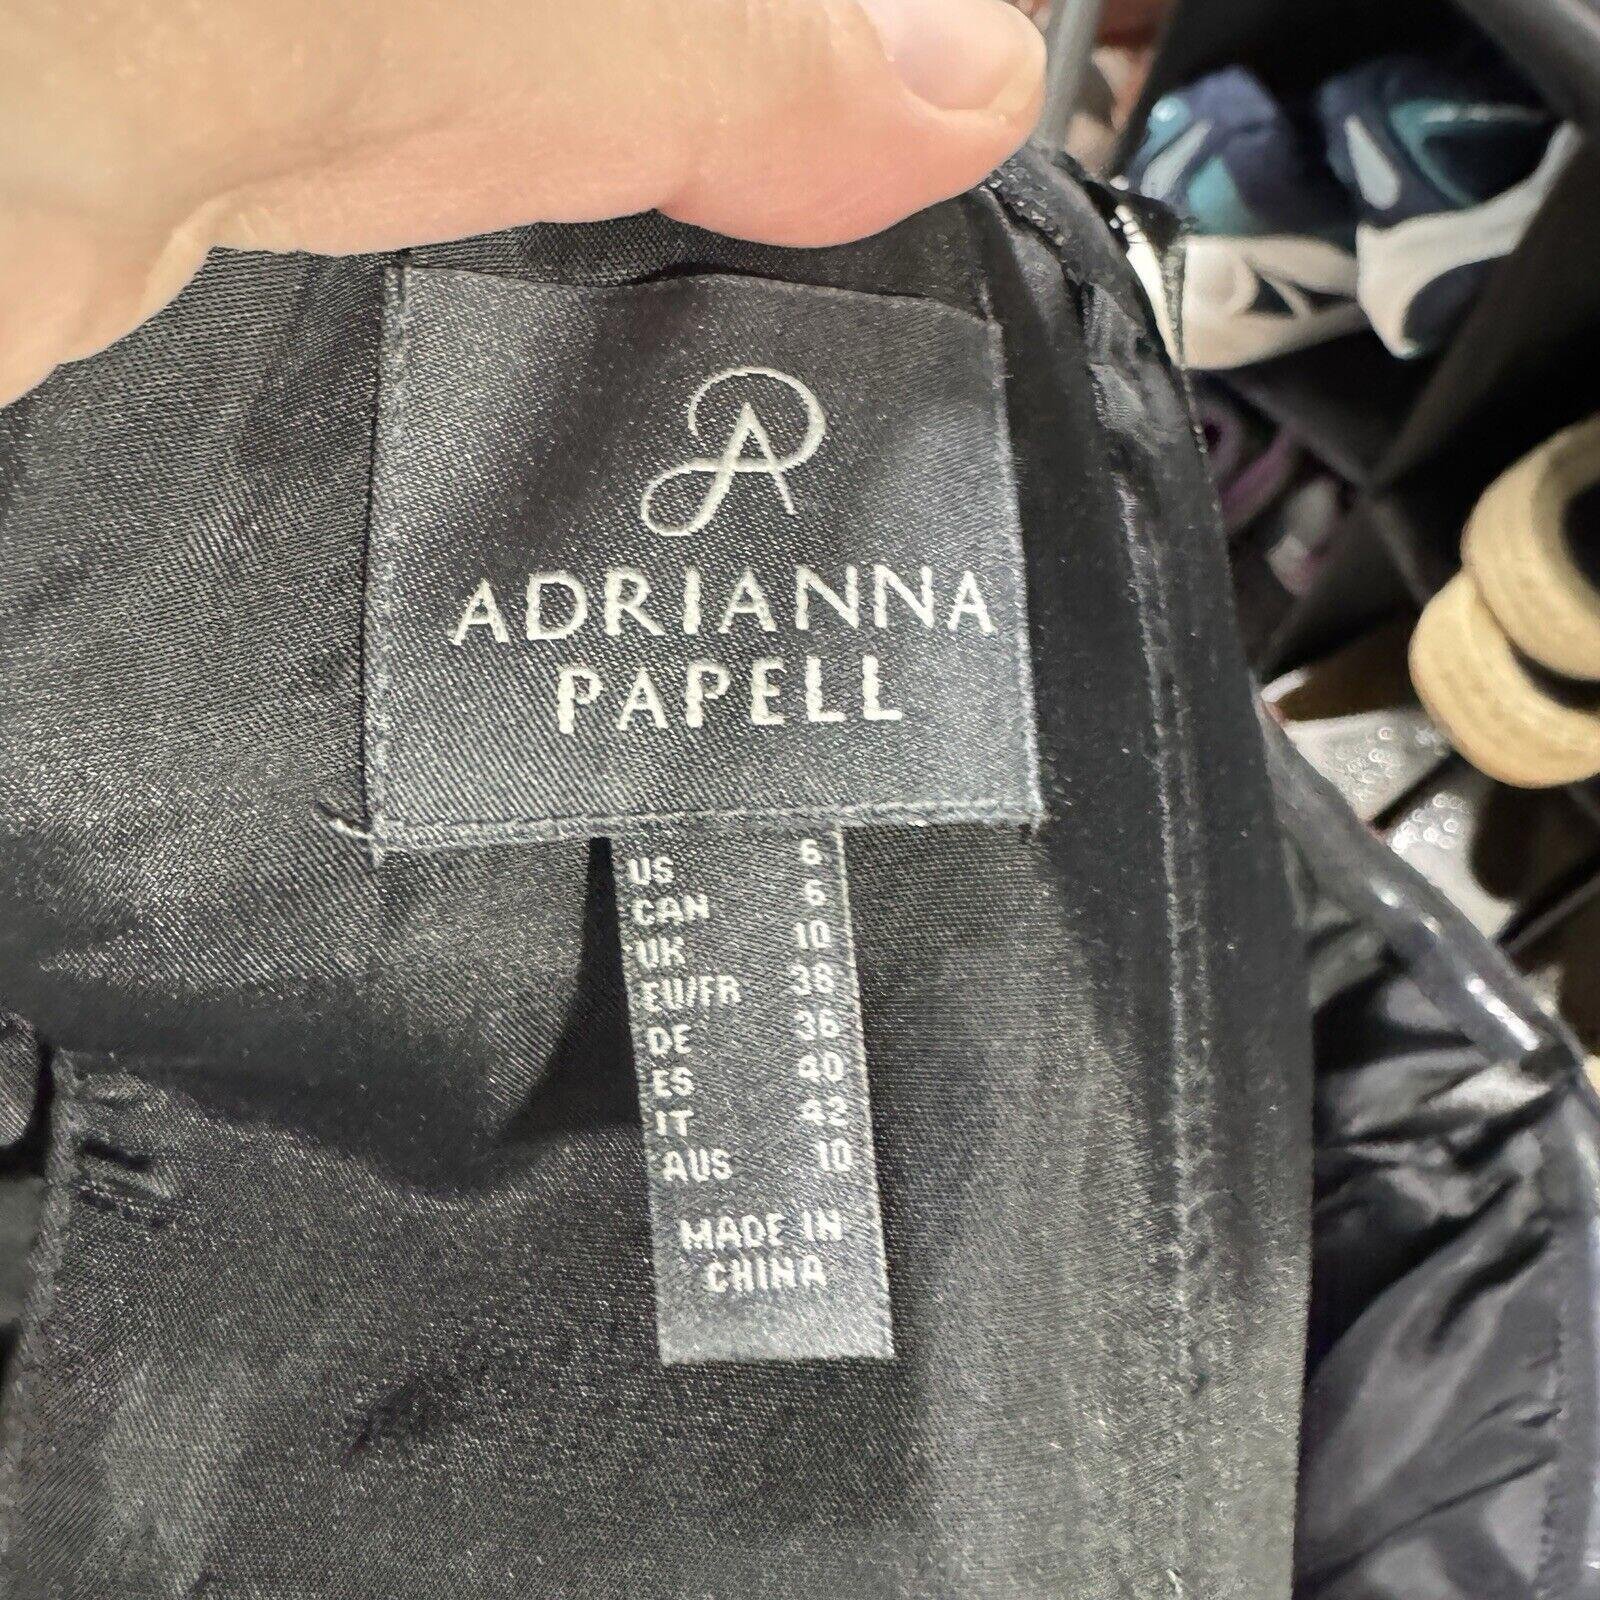 AP
ADRIANNA
PAPELL
US 6
CAN 6
UK 10
EU/FR 38
DE 36
ES 40
IT 42
AUS 10
MADE IN
CHINA